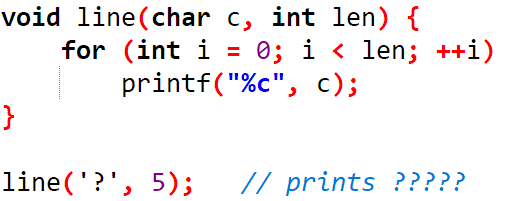 void line(char c, int len) {
    for (int i = 0; i < len; ++i)
        printf("%c", c);
}

line('?', 5);   // prints ?????